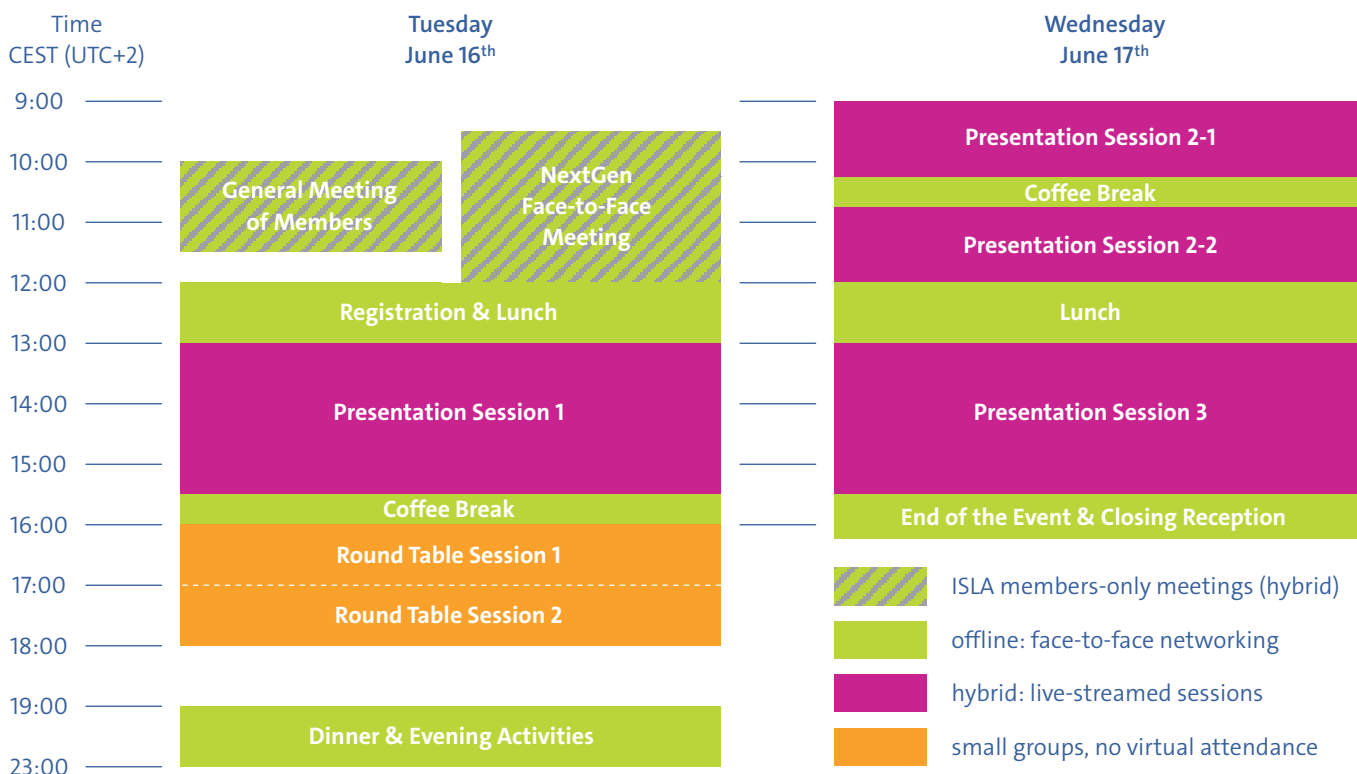 Time
CEST (UTC+2)
Tuesday
June 16th
Wednesday
June 17th
9:00
10:00
11:00
12:00
13:00
14:00
15:00
16:00
17:00
18:00
19:00
23:00
General Meeting
of Members
NextGen
Face-to-Face
Meeting
Registration & Lunch
Presentation Session 1
Coffee Break
Round Table Session 1
Round Table Session 2
Dinner & Evening Activities
Presentation Session 2-1
Coffee Break
Presentation Session 2-2
Lunch
Presentation Session 3
End of the Event & Closing Reception
ISLA members-only meetings (hybrid)
offline: face-to-face networking
hybrid: live-streamed sessions
small groups, no virtual attendance